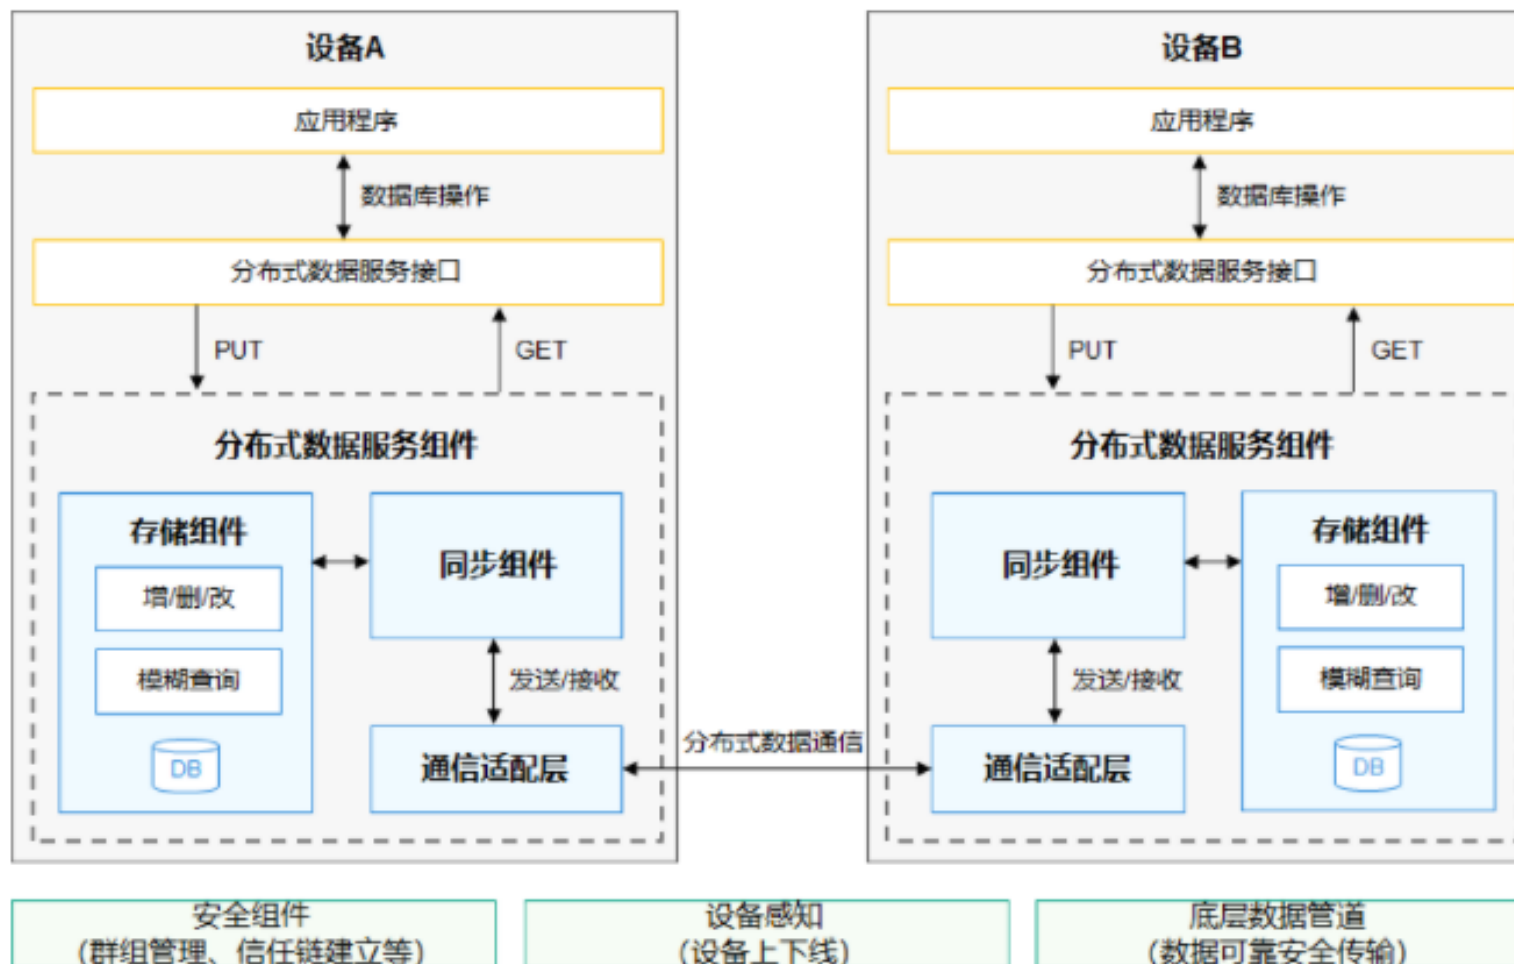 设备A
应用程序
数据库操作
分布式数据服务接口
PUT
GET
分布式数据服务组件
存储组件
增/删/改
模糊查询
DB
同步组件
发送/接收
通信适配层
分布式数据通信
设备B
应用程序
数据库操作
分布式数据服务接口
PUT
GET
分布式数据服务组件
同步组件
发送/接收
通信适配层
存储组件
增/删/改
模糊查询
DB
安全组件
（群组管理、信任链建立等）
设备感知
（设备上下线）
底层数据管道
（数据可靠安全传输）